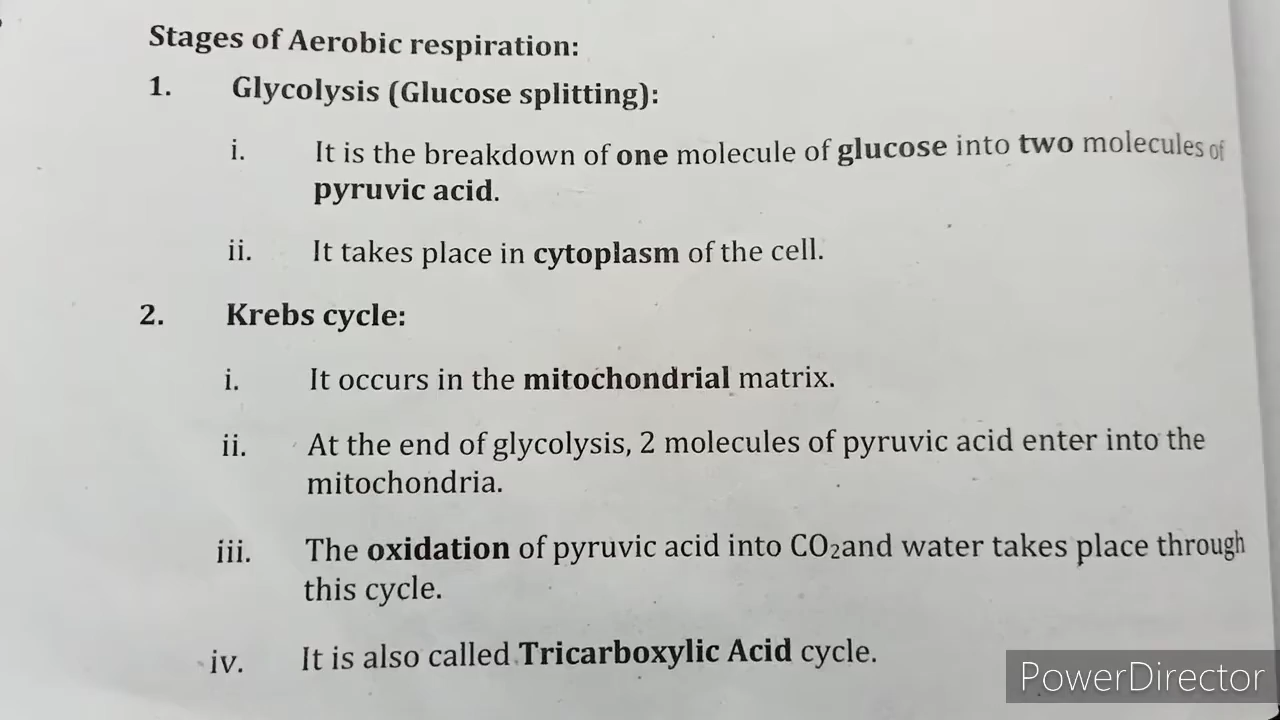 Stages of Aerobic respiration:
1. Glycolysis (Glucose splitting):
i. It is the breakdown of one molecule of glucose into two molecules of
pyruvic acid.
ii. It takes place in cytoplasm of the cell.
2. Krebs cycle:
i. It occurs in the mitochondrial matrix.
ii. At the end of glycolysis, 2 molecules of pyruvic acid enter into the
mitochondria.
iii. The oxidation of pyruvic acid into CO₂and water takes place through
this cycle.
iv. It is also called Tricarboxylic Acid cycle.
PowerDirector